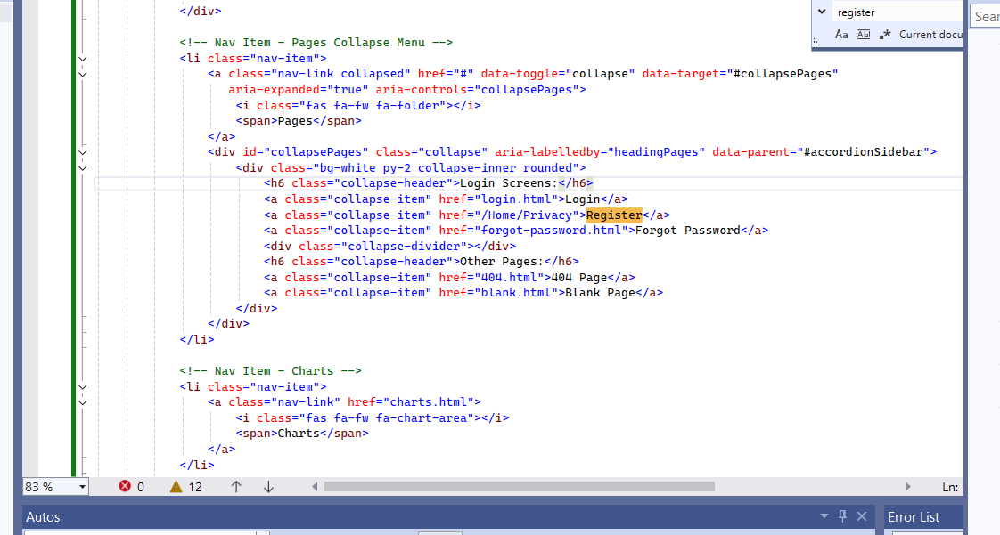 </div>
register
Sear
Aa Abl .* Current docu
<!-- Nav Item - Pages Collapse Menu -->
<li class="nav-item">
<a class="nav-link collapsed" href="#" data-toggle="collapse" data-target="#collapsePages"
aria-expanded="true" aria-controls="collapsePages">
<i class="fas fa-fw fa-folder"></i>
<span>Pages</span>
</a>
<div id="collapsePages" class="collapse" aria-labelledby="headingPages" data-parent="#accordionSidebar">
<div class="bg-white py-2 collapse-inner rounded">
<h6 class="collapse-header">Login Screens:</h6>
<a class="collapse-item" href="login.html">Login</a>
<a class="collapse-item" href="/Home/Privacy">Register</a>
<a class="collapse-item" href="forgot-password.html">Forgot Password</a>
<div class="collapse-divider"></div>
<h6 class="collapse-header">Other Pages:</h6>
<a class="collapse-item" href="404.html">404 Page</a>
<a class="collapse-item" href="blank.html">Blank Page</a>
</div>
</div>
</li>
<!-- Nav Item - Charts -->
<li class="nav-item">
<a class="nav-link" href="charts.html">
<i class="fas fa-fw fa-chart-area"></i>
<span>Charts</span>
</a>
</li>
83 % 0 12 Ln:
Autos
Error List